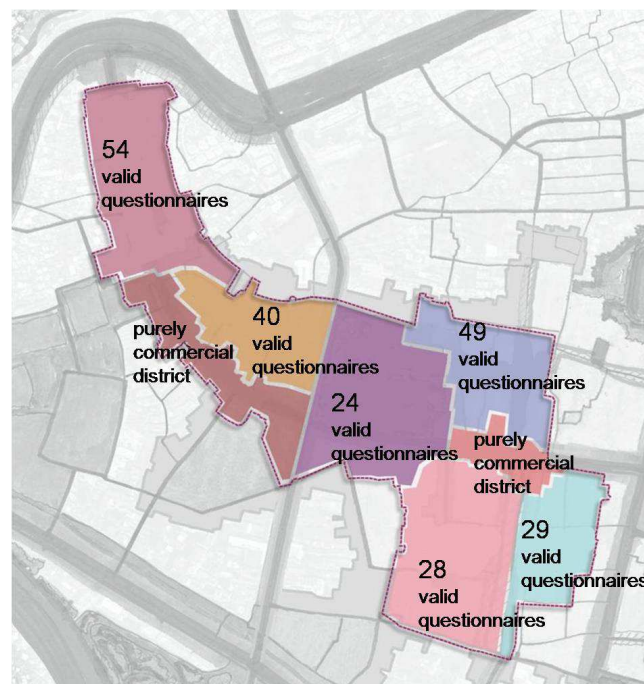 54
valid
questionnaires
purely
commercial
district
40
valid
questionnaires
49
valid
questionnaires
24
valid
questionnaires
purely
commercial
district
29
valid
questionnaires
28
valid
questionnaires